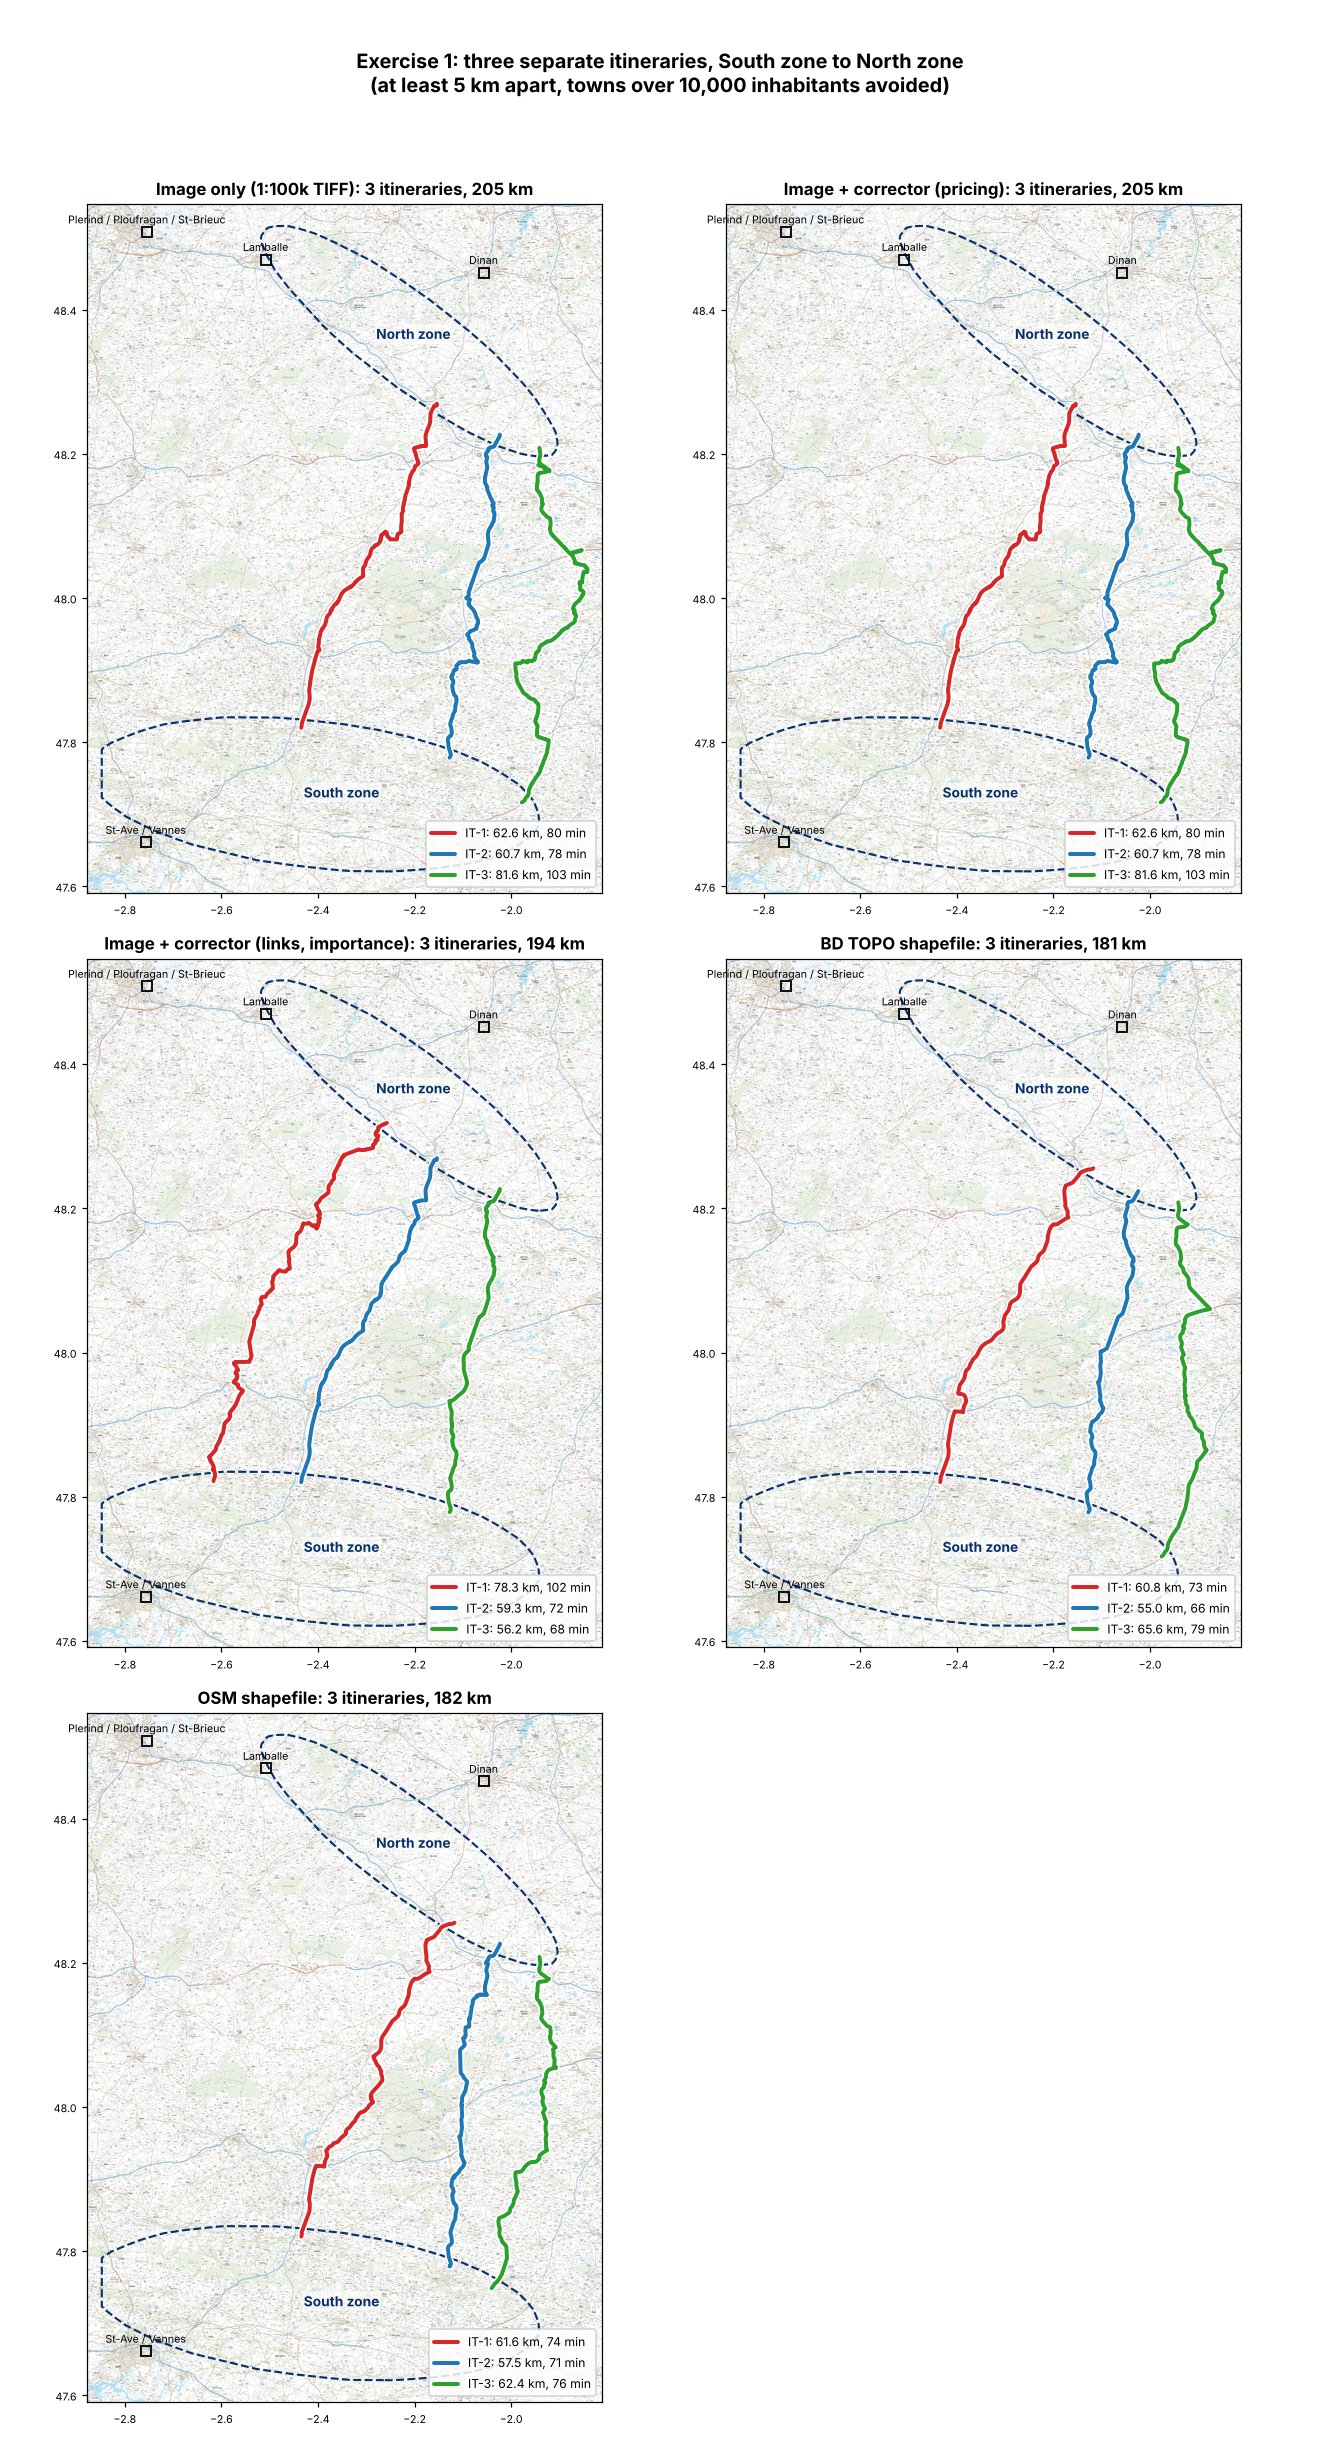 Exercise 1: three separate itineraries, South zone to North zone
(at least 5 km apart, towns over 10,000 inhabitants avoided)
Image only (1:100k TIFF): 3 itineraries, 205 km
Plerind / Ploufragan / St-Brieuc
Lamballe
Dinan
North zone
South zone
St-Ave / Vannes
48.4
48.2
48.0
47.8
47.6
−2.8
−2.6
−2.4
−2.2
−2.0
IT-1: 62.6 km, 80 min
IT-2: 60.7 km, 78 min
IT-3: 81.6 km, 103 min
Image + corrector (pricing): 3 itineraries, 205 km
Plerind / Ploufragan / St-Brieuc
Lamballe
Dinan
North zone
South zone
St-Ave / Vannes
48.4
48.2
48.0
47.8
47.6
−2.8
−2.6
−2.4
−2.2
−2.0
IT-1: 62.6 km, 80 min
IT-2: 60.7 km, 78 min
IT-3: 81.6 km, 103 min
Image + corrector (links, importance): 3 itineraries, 194 km
Plerind / Ploufragan / St-Brieuc
Lamballe
Dinan
North zone
South zone
St-Ave / Vannes
48.4
48.2
48.0
47.8
47.6
−2.8
−2.6
−2.4
−2.2
−2.0
IT-1: 78.3 km, 102 min
IT-2: 59.3 km, 72 min
IT-3: 56.2 km, 68 min
BD TOPO shapefile: 3 itineraries, 181 km
Plerind / Ploufragan / St-Brieuc
Lamballe
Dinan
North zone
South zone
St-Ave / Vannes
48.4
48.2
48.0
47.8
47.6
−2.8
−2.6
−2.4
−2.2
−2.0
IT-1: 60.8 km, 73 min
IT-2: 55.0 km, 66 min
IT-3: 65.6 km, 79 min
OSM shapefile: 3 itineraries, 182 km
Plerind / Ploufragan / St-Brieuc
Lamballe
Dinan
North zone
South zone
St-Ave / Vannes
48.4
48.2
48.0
47.8
47.6
−2.8
−2.6
−2.4
−2.2
−2.0
IT-1: 61.6 km, 74 min
IT-2: 57.5 km, 71 min
IT-3: 62.4 km, 76 min